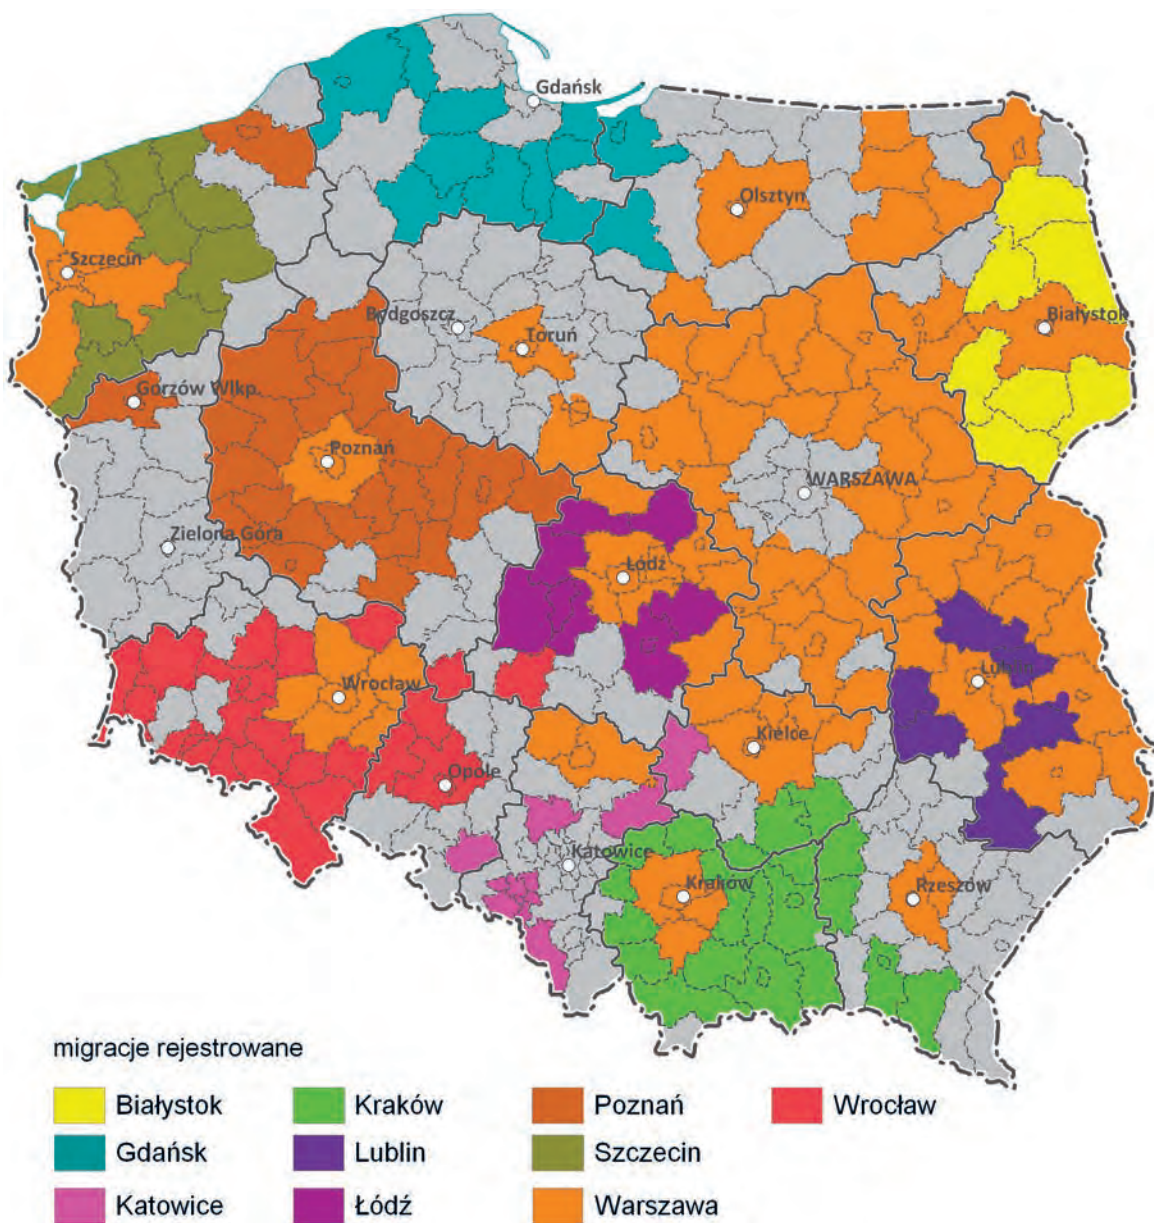 Gdańsk
Olsztyn
Szczecin
Bydgoszcz
Toruń
Białystok
Gorzów Wlkp.
Poznań
WARSZAWA
Zielona Góra
Łódź
Lublin
Wrocław
Kielce
Opole
Katowice
Kraków
Rzeszów
migracje rejestrowane
Białystok Kraków Poznań Wrocław
Gdańsk Lublin Szczecin
Katowice Łódź Warszawa